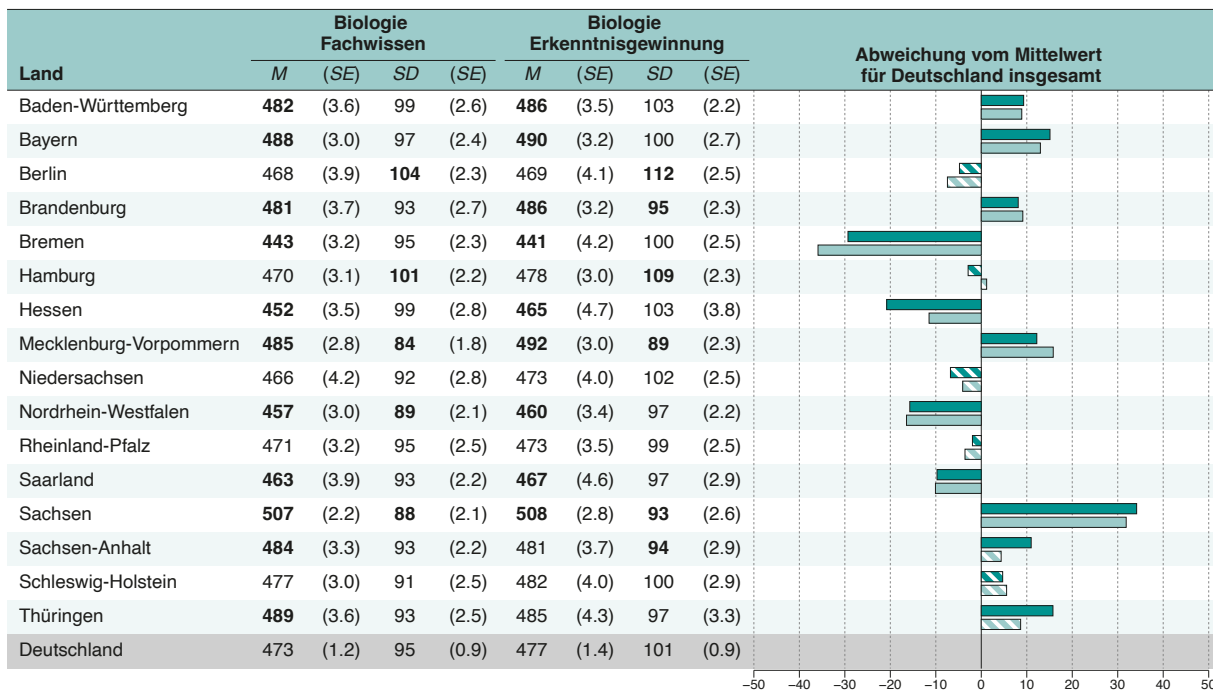 Biologie Fachwissen Biologie Erkenntnisgewinnung Abweichung vom Mittelwert für Deutschland insgesamt
Land M (SE) SD (SE) M (SE) SD (SE)
Baden-Württemberg 482 (3.6) 99 (2.6) 486 (3.5) 103 (2.2)
Bayern 488 (3.0) 97 (2.4) 490 (3.2) 100 (2.7)
Berlin 468 (3.9) 104 (2.3) 469 (4.1) 112 (2.5)
Brandenburg 481 (3.7) 93 (2.7) 486 (3.2) 95 (2.3)
Bremen 443 (3.2) 95 (2.3) 441 (4.2) 100 (2.5)
Hamburg 470 (3.1) 101 (2.2) 478 (3.0) 109 (2.3)
Hessen 452 (3.5) 99 (2.8) 465 (4.7) 103 (3.8)
Mecklenburg-Vorpommern 485 (2.8) 84 (1.8) 492 (3.0) 89 (2.3)
Niedersachsen 466 (4.2) 92 (2.8) 473 (4.0) 102 (2.5)
Nordrhein-Westfalen 457 (3.0) 89 (2.1) 460 (3.4) 97 (2.2)
Rheinland-Pfalz 471 (3.2) 95 (2.5) 473 (3.5) 99 (2.5)
Saarland 463 (3.9) 93 (2.2) 467 (4.6) 97 (2.9)
Sachsen 507 (2.2) 88 (2.1) 508 (2.8) 93 (2.6)
Sachsen-Anhalt 484 (3.3) 93 (2.2) 481 (3.7) 94 (2.9)
Schleswig-Holstein 477 (3.0) 91 (2.5) 482 (4.0) 100 (2.9)
Thüringen 489 (3.6) 93 (2.5) 485 (4.3) 97 (3.3)
Deutschland 473 (1.2) 95 (0.9) 477 (1.4) 101 (0.9)
−50 −40 −30 −20 −10 0 10 20 30 40 50